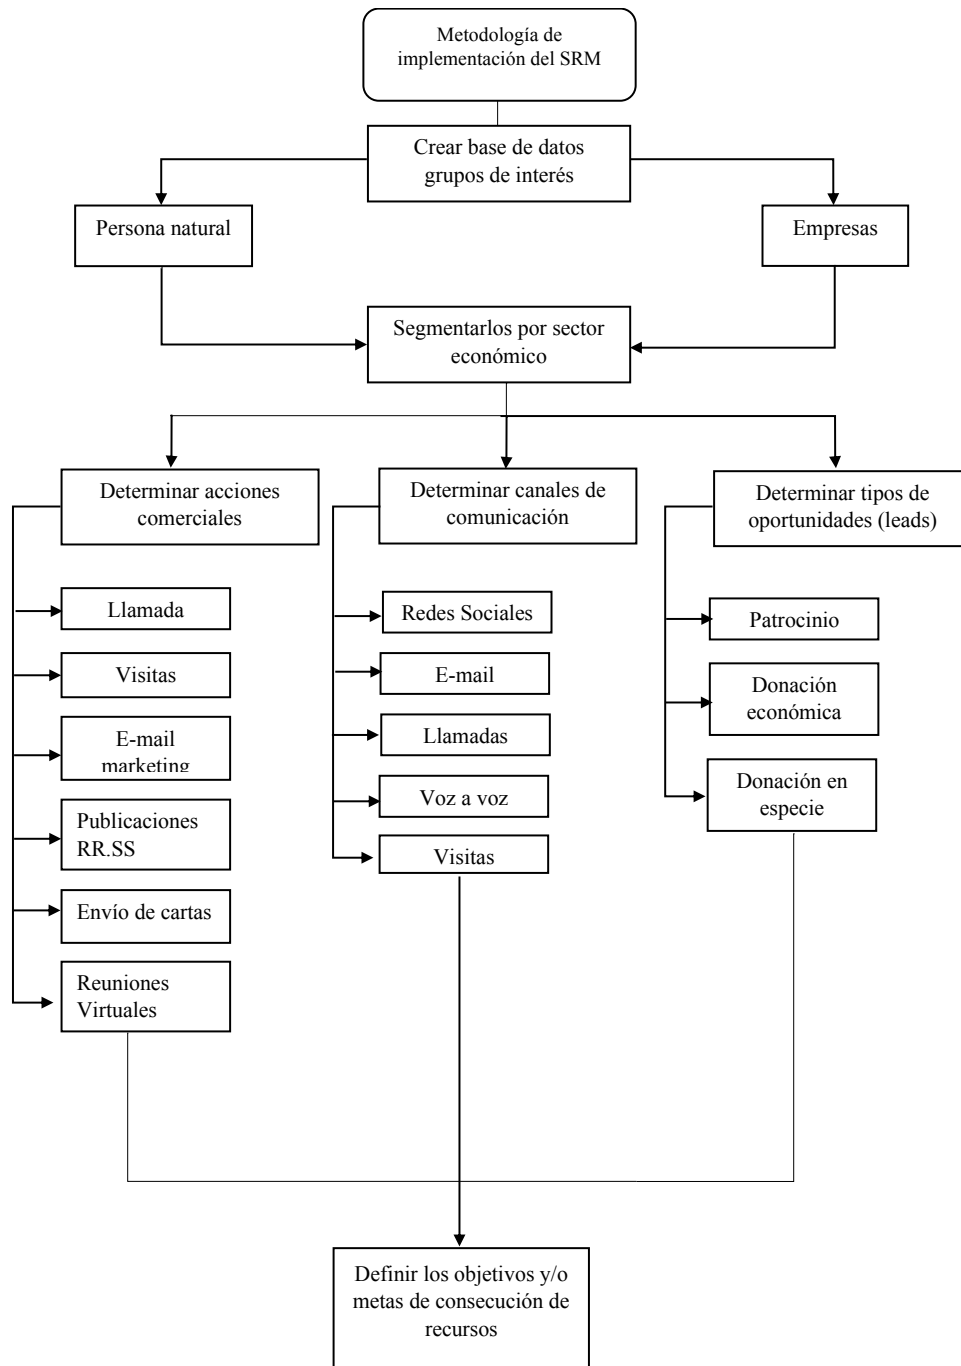 Metodología de
implementación del SRM
Crear base de datos
grupos de interés
Persona natural
Empresas
Segmentarlos por sector
económico
Determinar acciones
comerciales
Llamada
Visitas
E-mail
marketing
Publicaciones
RR.SS
Envío de cartas
Reuniones
Virtuales
Determinar canales de
comunicación
Redes Sociales
E-mail
Llamadas
Voz a voz
Visitas
Determinar tipos de
oportunidades (leads)
Patrocinio
Donación
económica
Donación en
especie
Definir los objetivos y/o
metas de consecución de
recursos